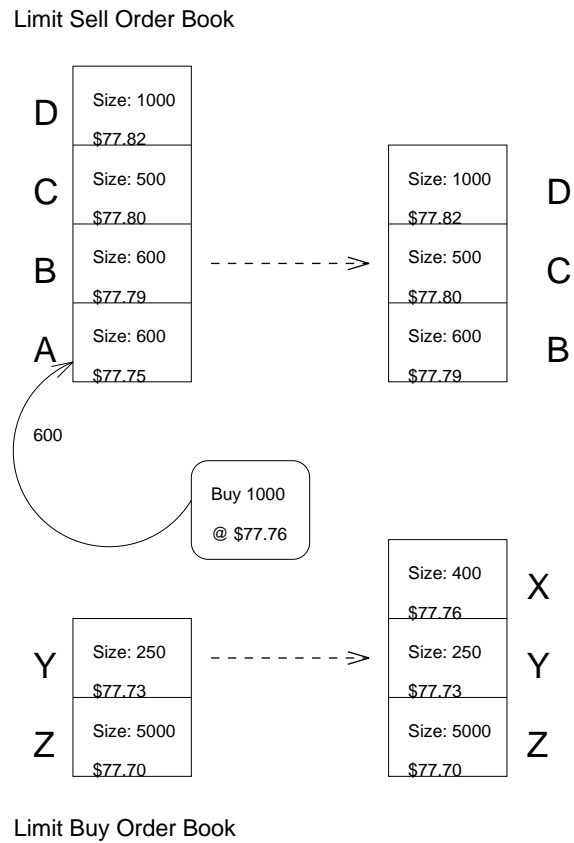 Limit Sell Order Book
D
Size: 1000
$77.82
C
Size: 500
$77.80
B
Size: 600
$77.79
A
Size: 600
$77.75
Size: 1000
$77.82
D
Size: 500
$77.80
C
Size: 600
$77.79
B
600
Buy 1000
@ $77.76
Y
Size: 250
$77.73
Z
Size: 5000
$77.70
Size: 400
$77.76
X
Size: 250
$77.73
Y
Size: 5000
$77.70
Z
Limit Buy Order Book